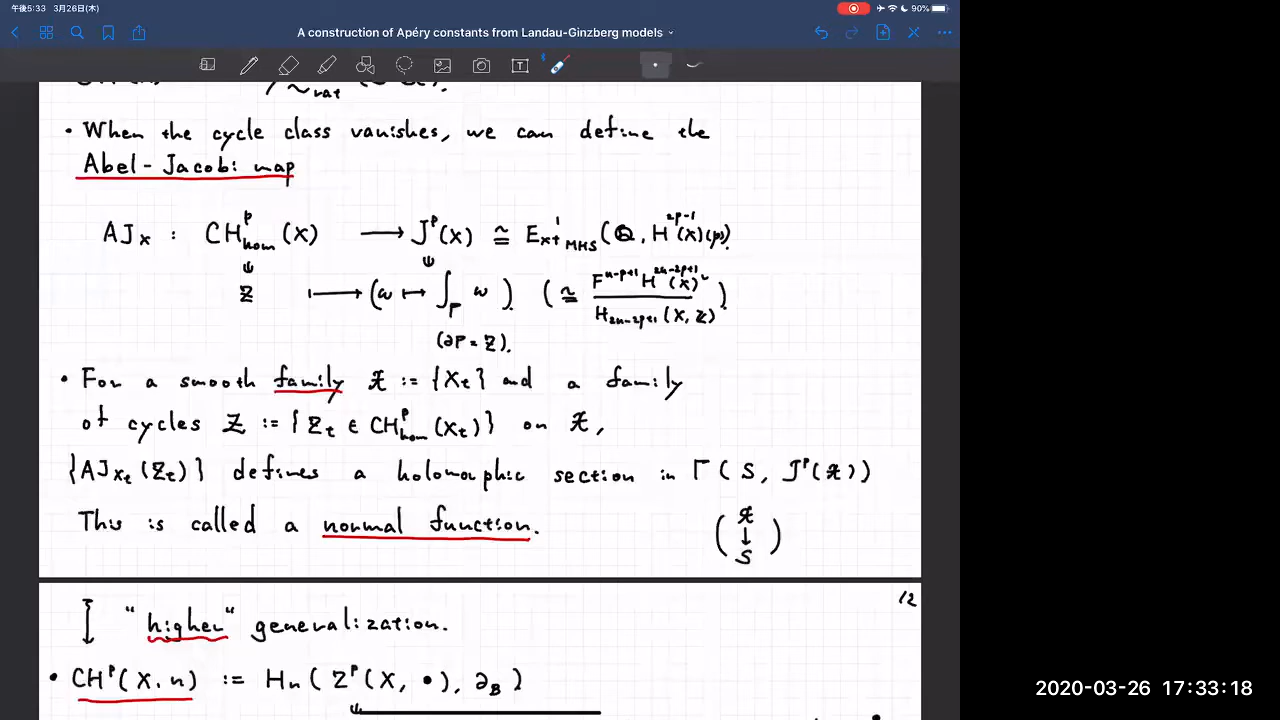 午後5:33 3月26日(木)
90%
A construction of Apéry constants from Landau-Ginzberg models
∼rat
• When the cycle class vanishes, we can define the
Abel-Jacobi map
AJ_X : CH^p_hom(X) ⟶ J^p(X) ≅ Ext^1_MHS(Q, H^{2p-1}(X)(p)).
Z ⟼ (ω ↦ ∫_Γ ω). (≅ F^{n-p+1} H^{2n-2p+1}(X)^∨ / H_{2n-2p+1}(X, Z))
(∂Γ = Z).
• For a smooth family 𝒳 := {X_t} and a family
of cycles Z := {Z_t ∈ CH^p_hom(X_t)} on 𝒳,
{AJ_{X_t}(Z_t)} defines a holomorphic section in Γ(S, J^p(𝒳))
This is called a normal function. (𝒳 ↓ S)
12
"higher" generalization.
• CH^p(X, n) := H_n(Z^p(X, •), ∂_B)
2020-03-26 17:33:18